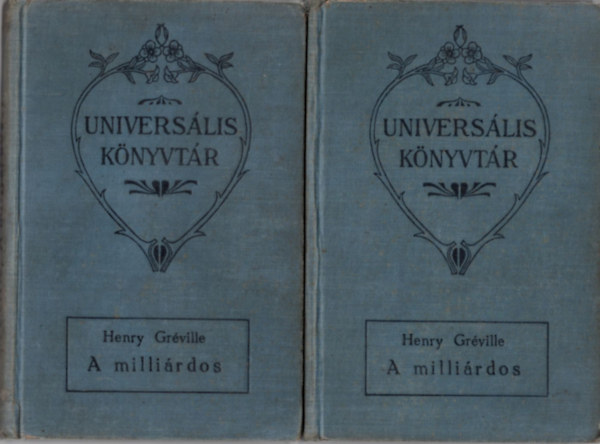 UNIVERSÁLIS
KÖNYVTÁR
Henry Gréville
A milliárdos
UNIVERSÁLIS
KÖNYVTÁR
Henry Gréville
A milliárdos